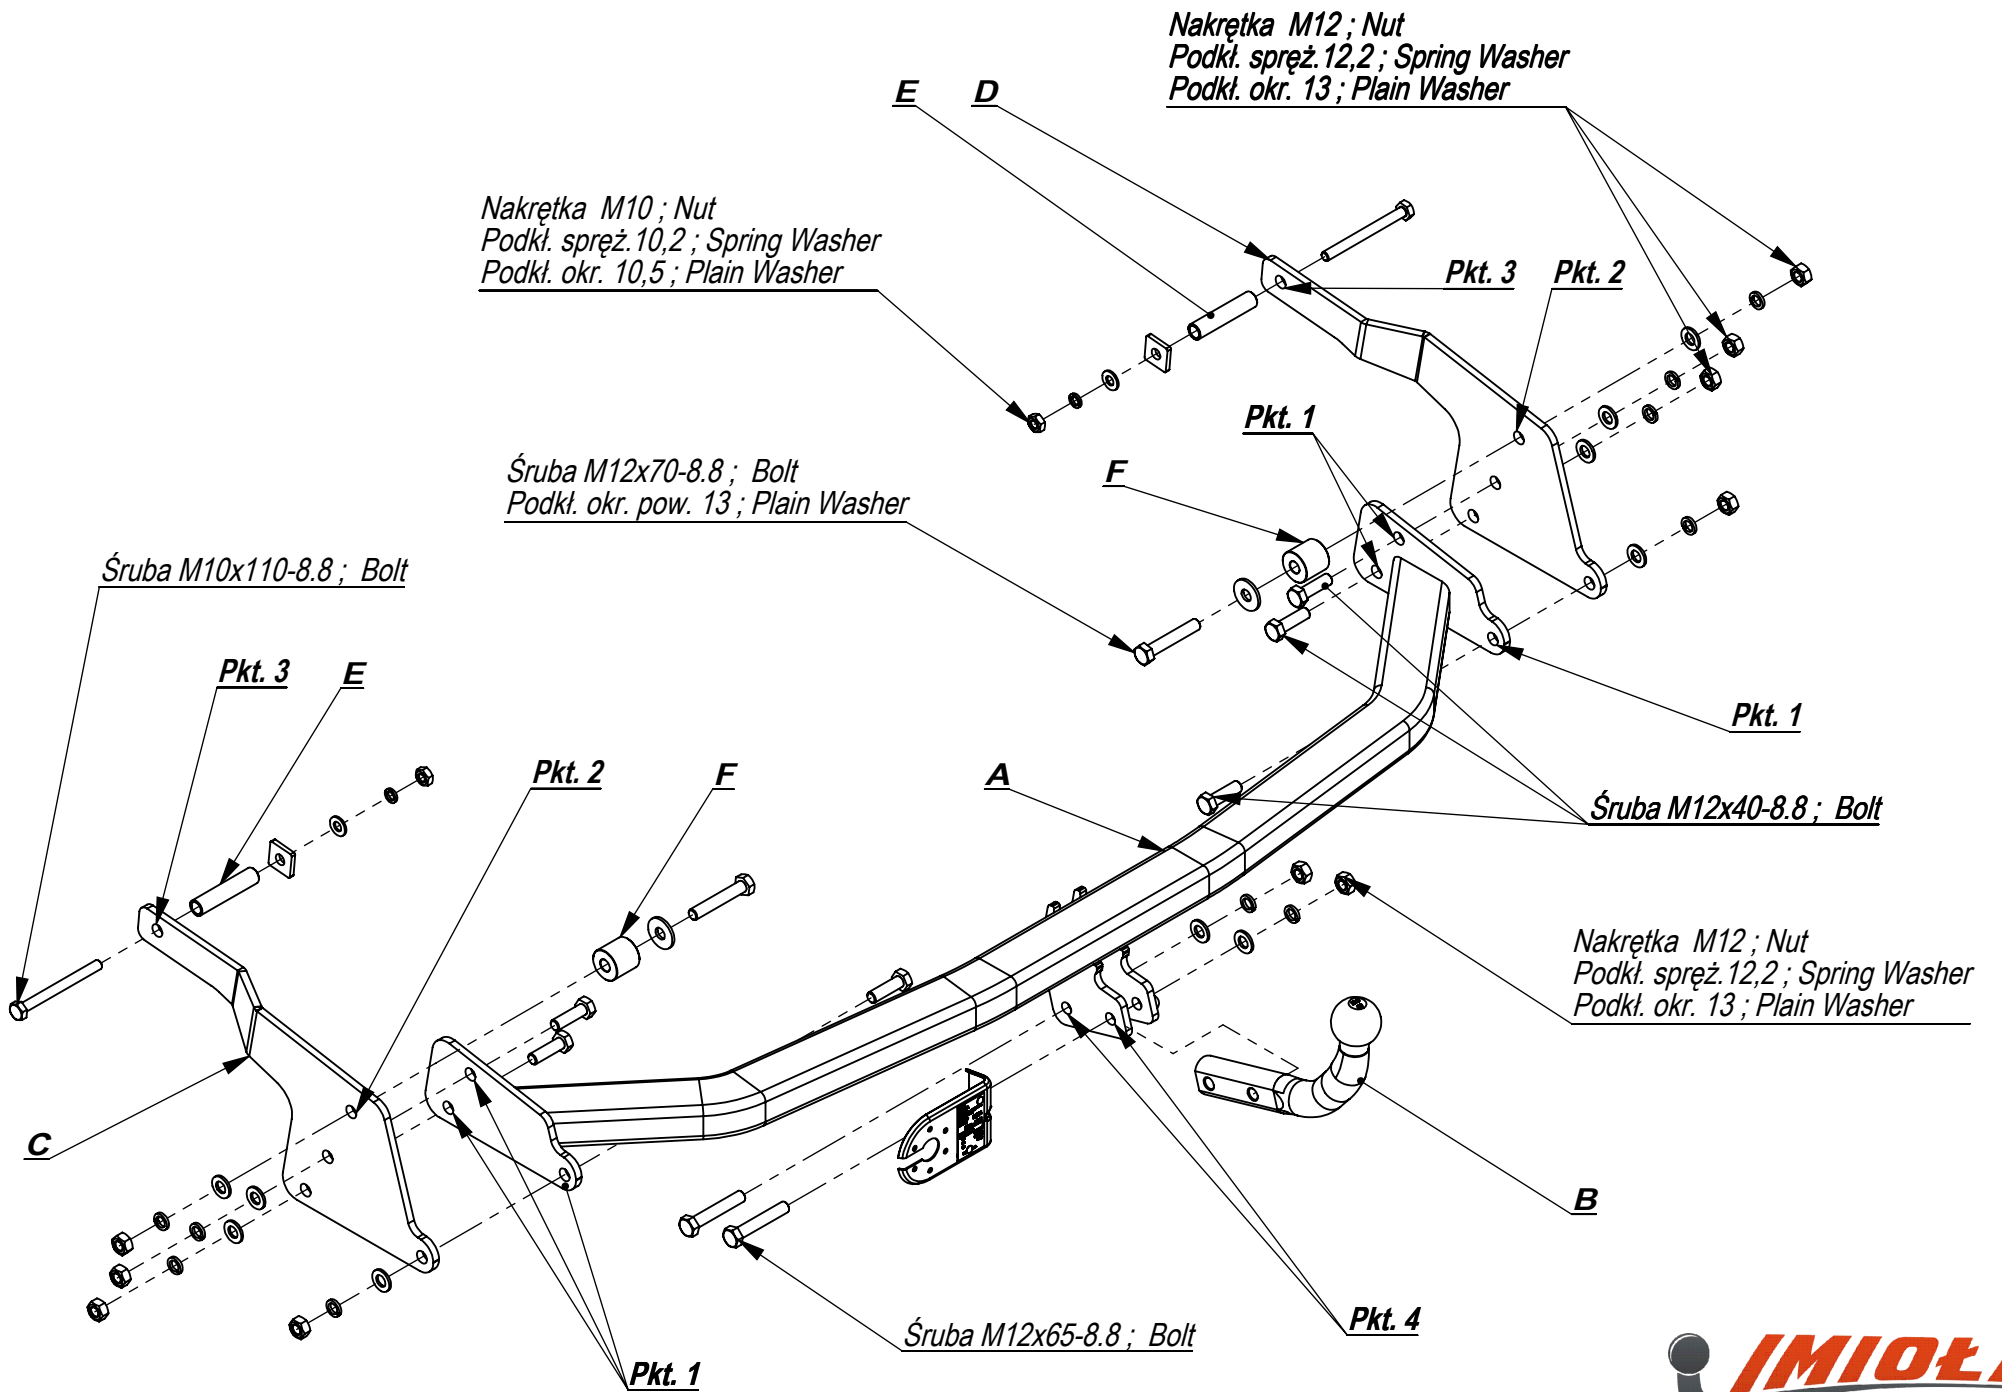 Nakrętka M12 ; Nut
Podkł. spręż.12,2 ; Spring Washer
Podkł. okr. 13 ; Plain Washer
E
D
Nakrętka M10 ; Nut
Podkł. spręż.10,2 ; Spring Washer
Podkł. okr. 10,5 ; Plain Washer
Pkt. 3
Pkt. 2
Pkt. 1
F
Śruba M12x70-8.8 ; Bolt
Podkł. okr. pow. 13 ; Plain Washer
Śruba M10x110-8.8 ; Bolt
Pkt. 3
E
Pkt. 1
Pkt. 2
F
A
Śruba M12x40-8.8 ; Bolt
Nakrętka M12 ; Nut
Podkł. spręż.12,2 ; Spring Washer
Podkł. okr. 13 ; Plain Washer
C
B
Śruba M12x65-8.8 ; Bolt
Pkt. 4
Pkt. 1
IMIOŁ